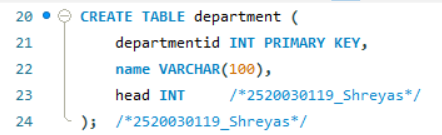 20 CREATE TABLE department (
21 departmentid INT PRIMARY KEY,
22 name VARCHAR(100),
23 head INT /*2520030119_Shreyas*/
24 ); /*2520030119_Shreyas*/